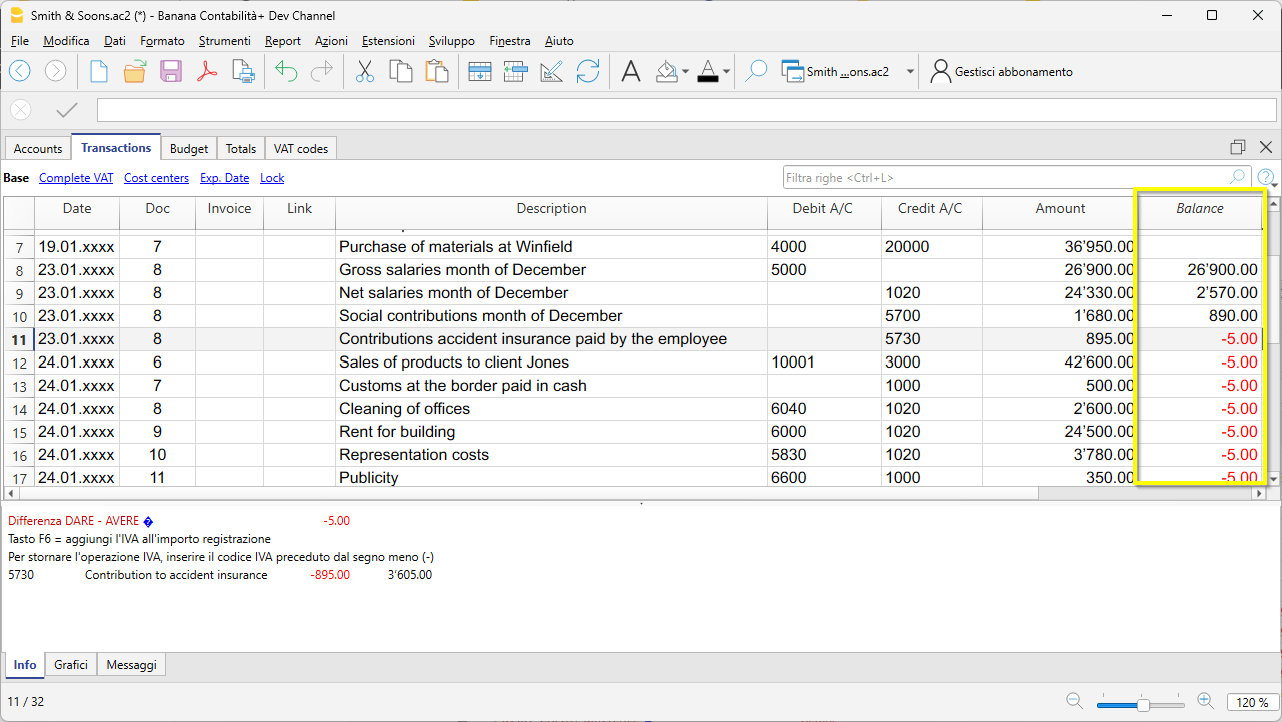 Smith & Soons.ac2 (*) - Banana Contabilità+ Dev Channel
File Modifica Dati Formato Strumenti Report Azioni Estensioni Sviluppo Finestra Aiuto
Smith ...ons.ac2 Gestisci abbonamento
Accounts Transactions Budget Totals VAT codes
Base Complete VAT Cost centers Exp. Date Lock Filtra righe <Ctrl+L>
Date Doc Invoice Link Description Debit A/C Credit A/C Amount Balance
7 19.01.xxxx 7 Purchase of materials at Winfield 4000 20000 36’950.00
8 23.01.xxxx 8 Gross salaries month of December 5000 26’900.00 26’900.00
9 23.01.xxxx 8 Net salaries month of December 1020 24’330.00 2’570.00
10 23.01.xxxx 8 Social contributions month of December 5700 1’680.00 890.00
11 23.01.xxxx 8 Contributions accident insurance paid by the employee 5730 895.00 -5.00
12 24.01.xxxx 6 Sales of products to client Jones 10001 3000 42’600.00 -5.00
13 24.01.xxxx 7 Customs at the border paid in cash 1000 500.00 -5.00
14 24.01.xxxx 8 Cleaning of offices 6040 1020 2’600.00 -5.00
15 24.01.xxxx 9 Rent for building 6000 1020 24’500.00 -5.00
16 24.01.xxxx 10 Representation costs 5830 1020 3’780.00 -5.00
17 24.01.xxxx 11 Publicity 6600 1000 350.00 -5.00
Differenza DARE - AVERE � -5.00
Tasto F6 = aggiungi l'IVA all'importo registrazione
Per stornare l'operazione IVA, inserire il codice IVA preceduto dal segno meno (-)
5730 Contribution to accident insurance -895.00 3’605.00
Info Grafici Messaggi
11 / 32 120 %